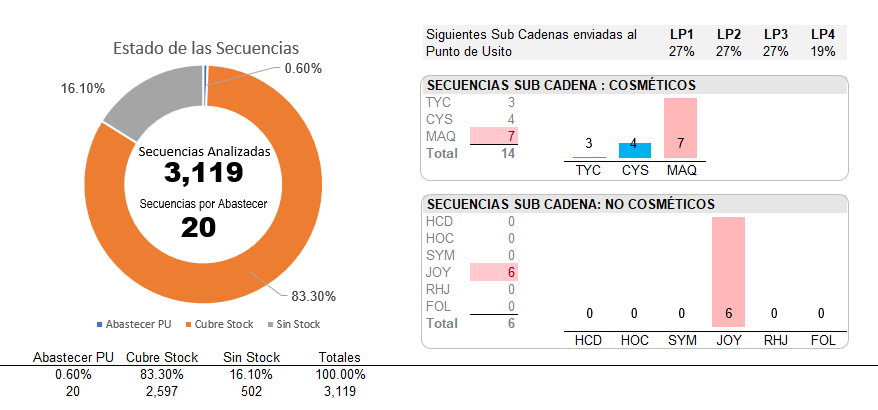 Estado de las Secuencias
0.60%
16.10%
Secuencias Analizadas
3,119
Secuencias por Abastecer
20
83.30%
Abastecer PU Cubre Stock Sin Stock
Abastecer PU Cubre Stock Sin Stock Totales
0.60% 83.30% 16.10% 100.00%
20 2,597 502 3,119
Siguientes Sub Cadenas enviadas al LP1 LP2 LP3 LP4
Punto de Usito 27% 27% 27% 19%
SECUENCIAS SUB CADENA : COSMÉTICOS
TYC 3
CYS 4
MAQ 7
Total 14
3 4 7
TYC CYS MAQ
SECUENCIAS SUB CADENA: NO COSMÉTICOS
HCD 0
HOC 0
SYM 0
JOY 6
RHJ 0
FOL 0
Total 6
0 0 0 6 0 0
HCD HOC SYM JOY RHJ FOL